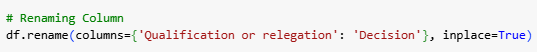 # Renaming Column
df.rename(columns={'Qualification or relegation': 'Decision'}, inplace=True)